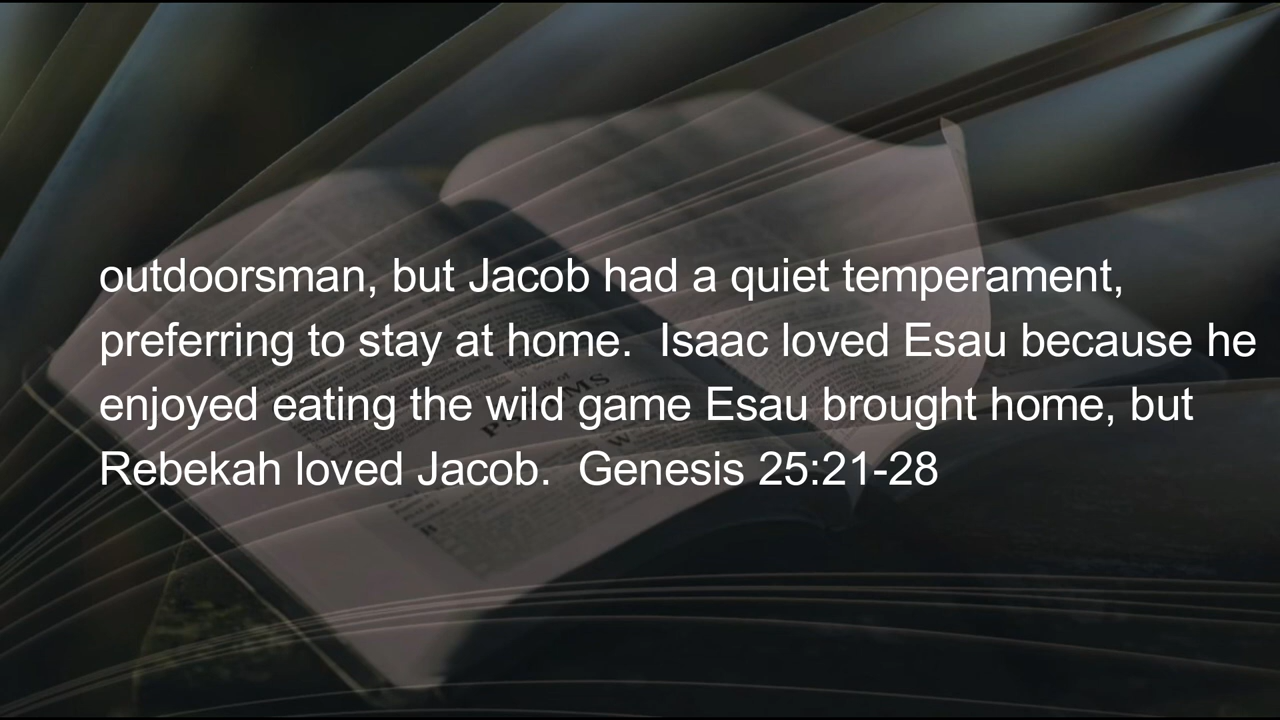 outdoorsman, but Jacob had a quiet temperament,
preferring to stay at home.  Isaac loved Esau because he
enjoyed eating the wild game Esau brought home, but
Rebekah loved Jacob.  Genesis 25:21-28